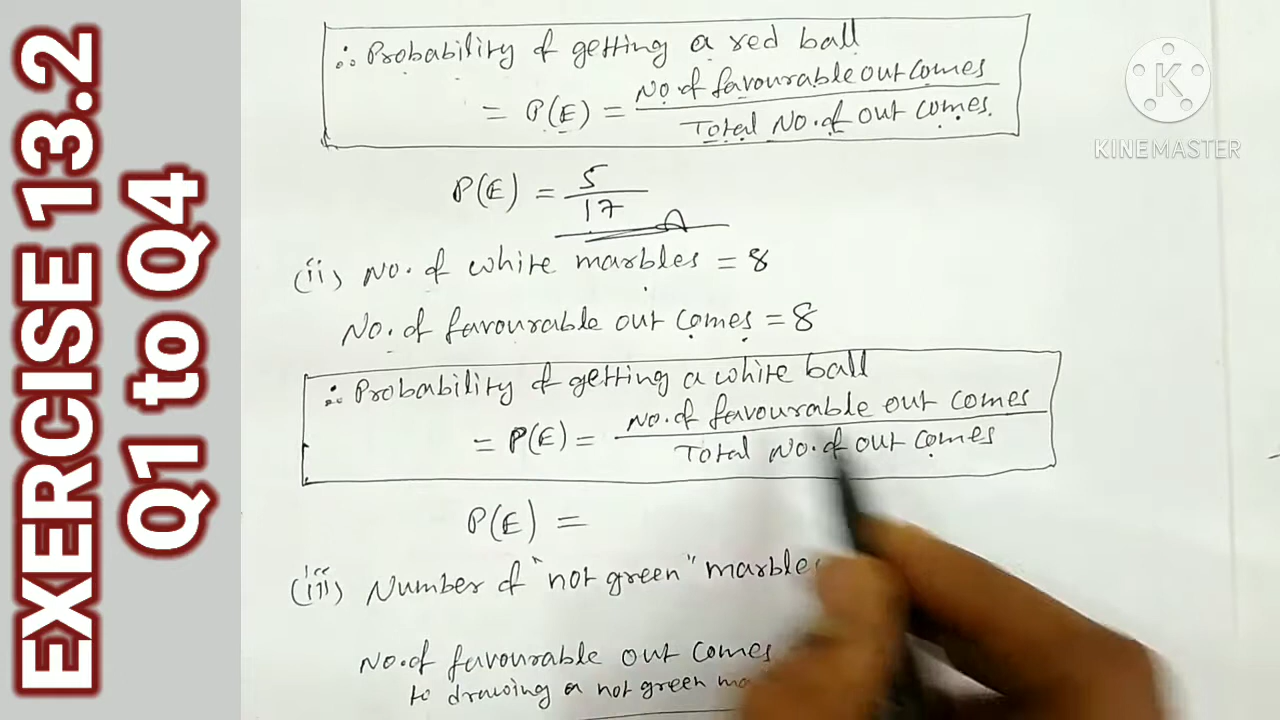 EXERCISE 13.2
Q1 to Q4
K
KINEMASTER
∴ Probability of getting a red ball
= P(E) = No. of favourable out comes
Total No. of out comes.
P(E) = 5
17
(ii) No. of white marbles = 8
No. of favourable out comes = 8
∴ Probability of getting a white ball
= P(E) = No. of favourable out comes
Total No. of out comes
P(E) =
(iii) Number of "not green" marbles
No. of favourable out comes
to drawing a not green